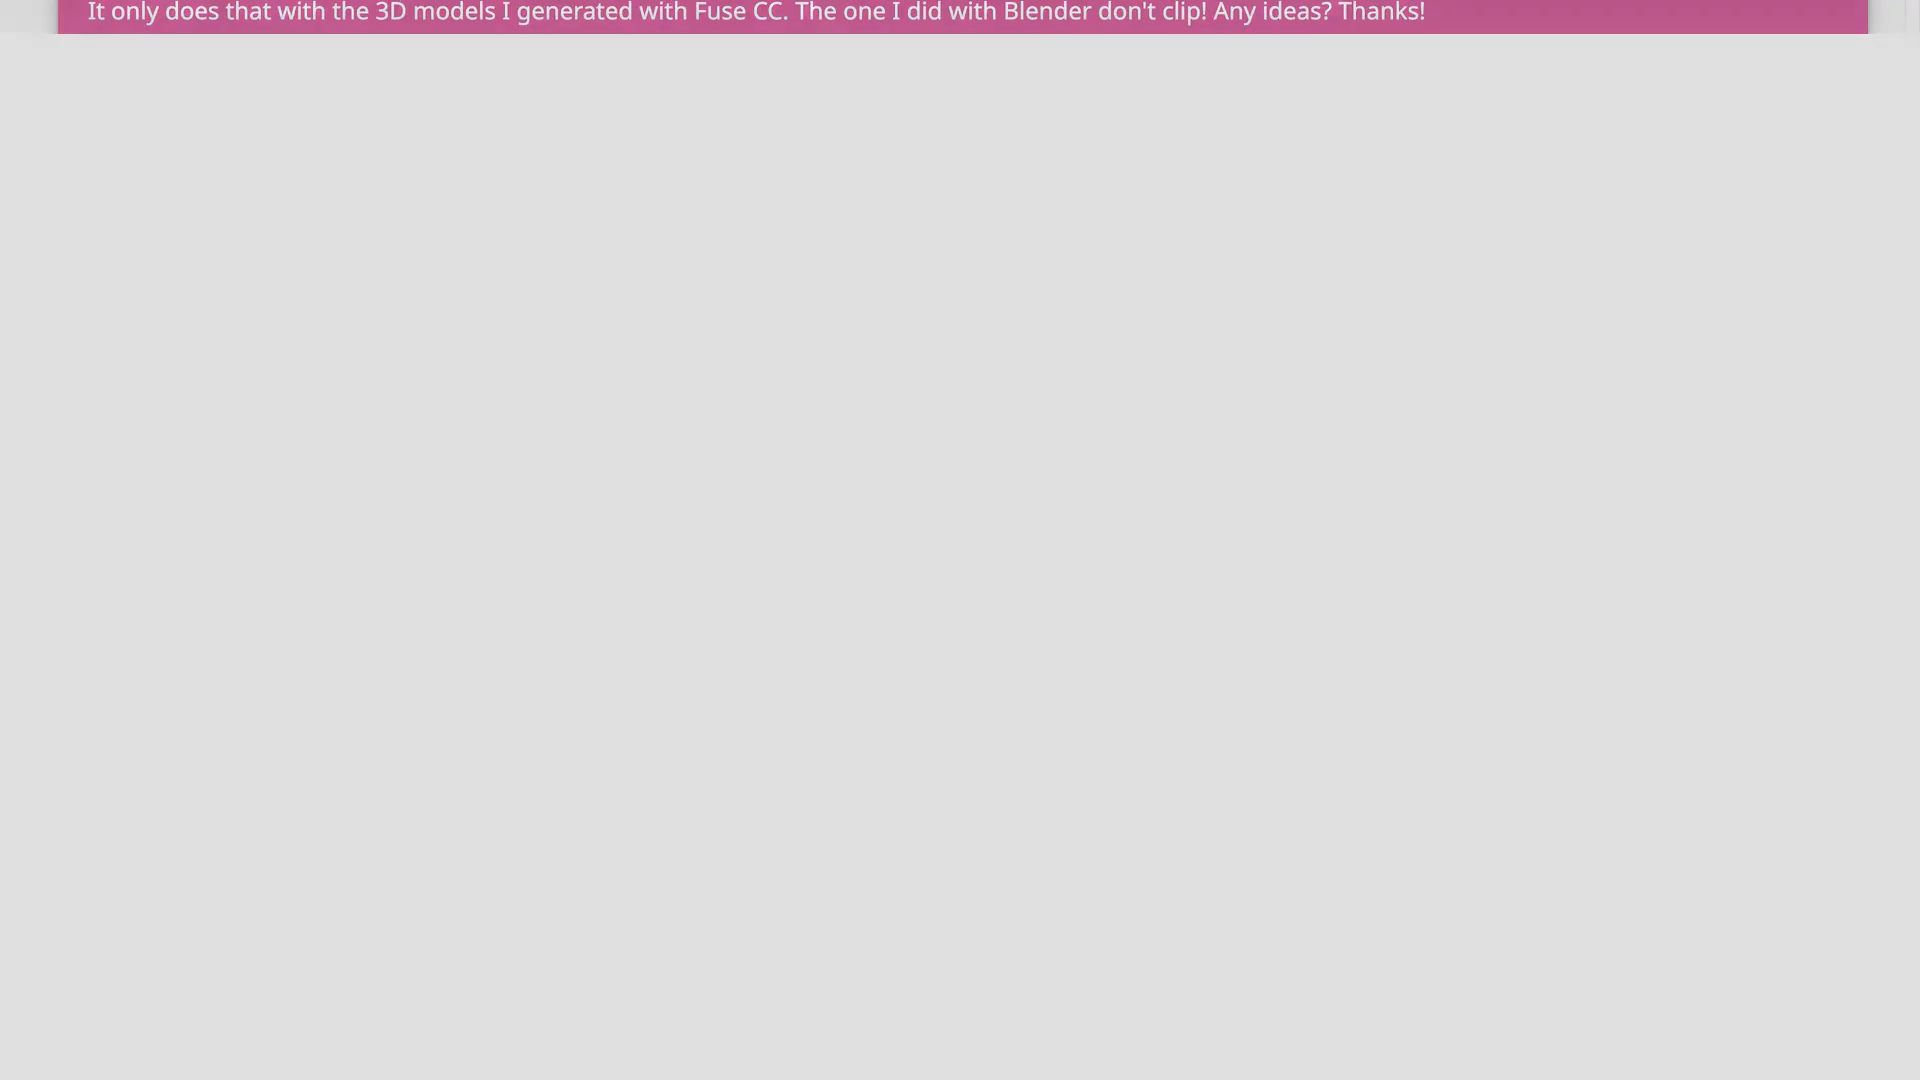 It only does that with the 3D models I generated with Fuse CC. The one I did with Blender don't clip! Any ideas? Thanks!